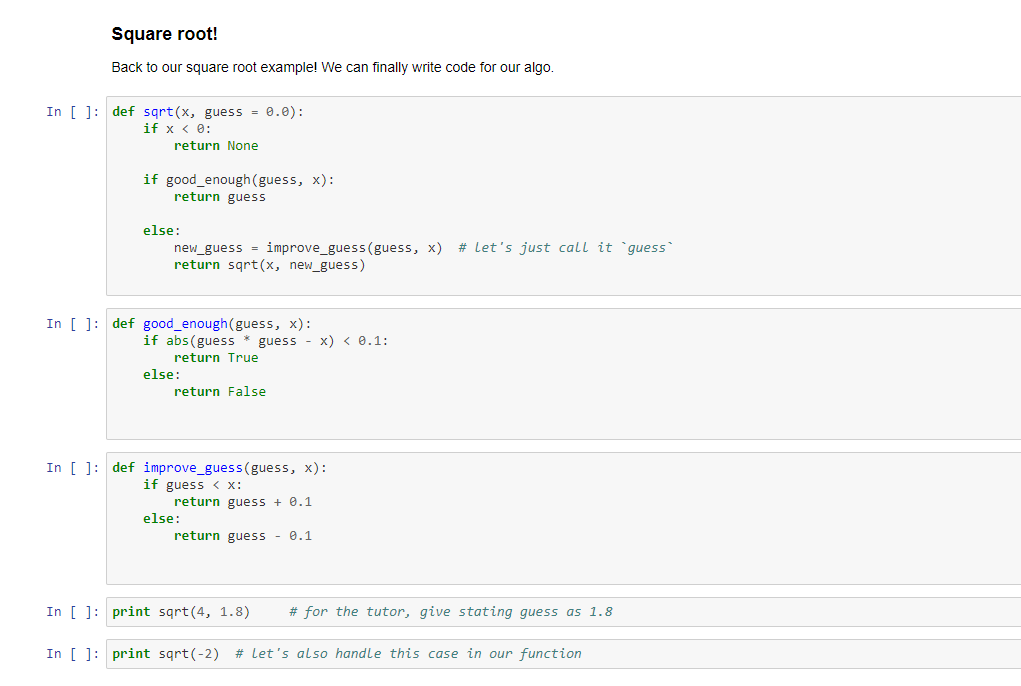 Square root!
Back to our square root example! We can finally write code for our algo.
In [ ]: def sqrt(x, guess = 0.0):
    if x < 0:
        return None
    if good_enough(guess, x):
        return guess
    else:
        new_guess = improve_guess(guess, x)  # let's just call it `guess`
        return sqrt(x, new_guess)
In [ ]: def good_enough(guess, x):
    if abs(guess * guess - x) < 0.1:
        return True
    else:
        return False
In [ ]: def improve_guess(guess, x):
    if guess < x:
        return guess + 0.1
    else:
        return guess - 0.1
In [ ]: print sqrt(4, 1.8)     # for the tutor, give stating guess as 1.8
In [ ]: print sqrt(-2)  # let's also handle this case in our function